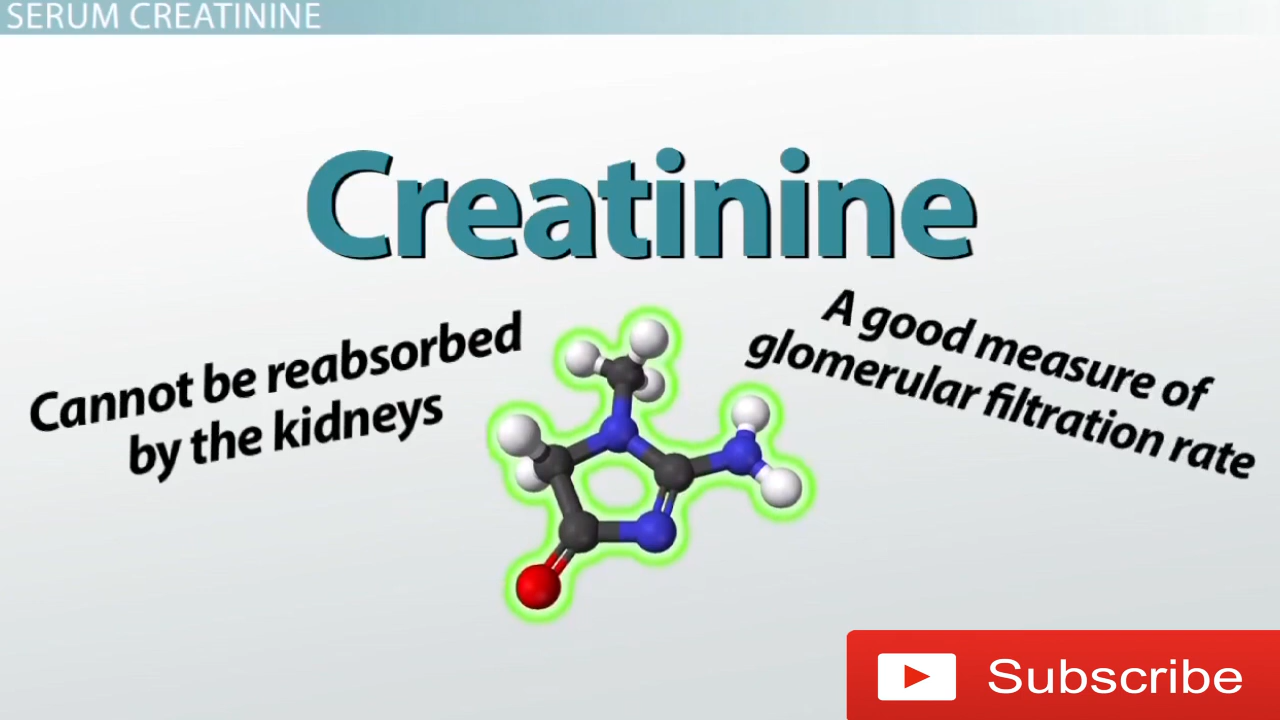 SERUM CREATININE
Creatinine
Cannot be reabsorbed
by the kidneys
A good measure of
glomerular filtration rate
Subscribe